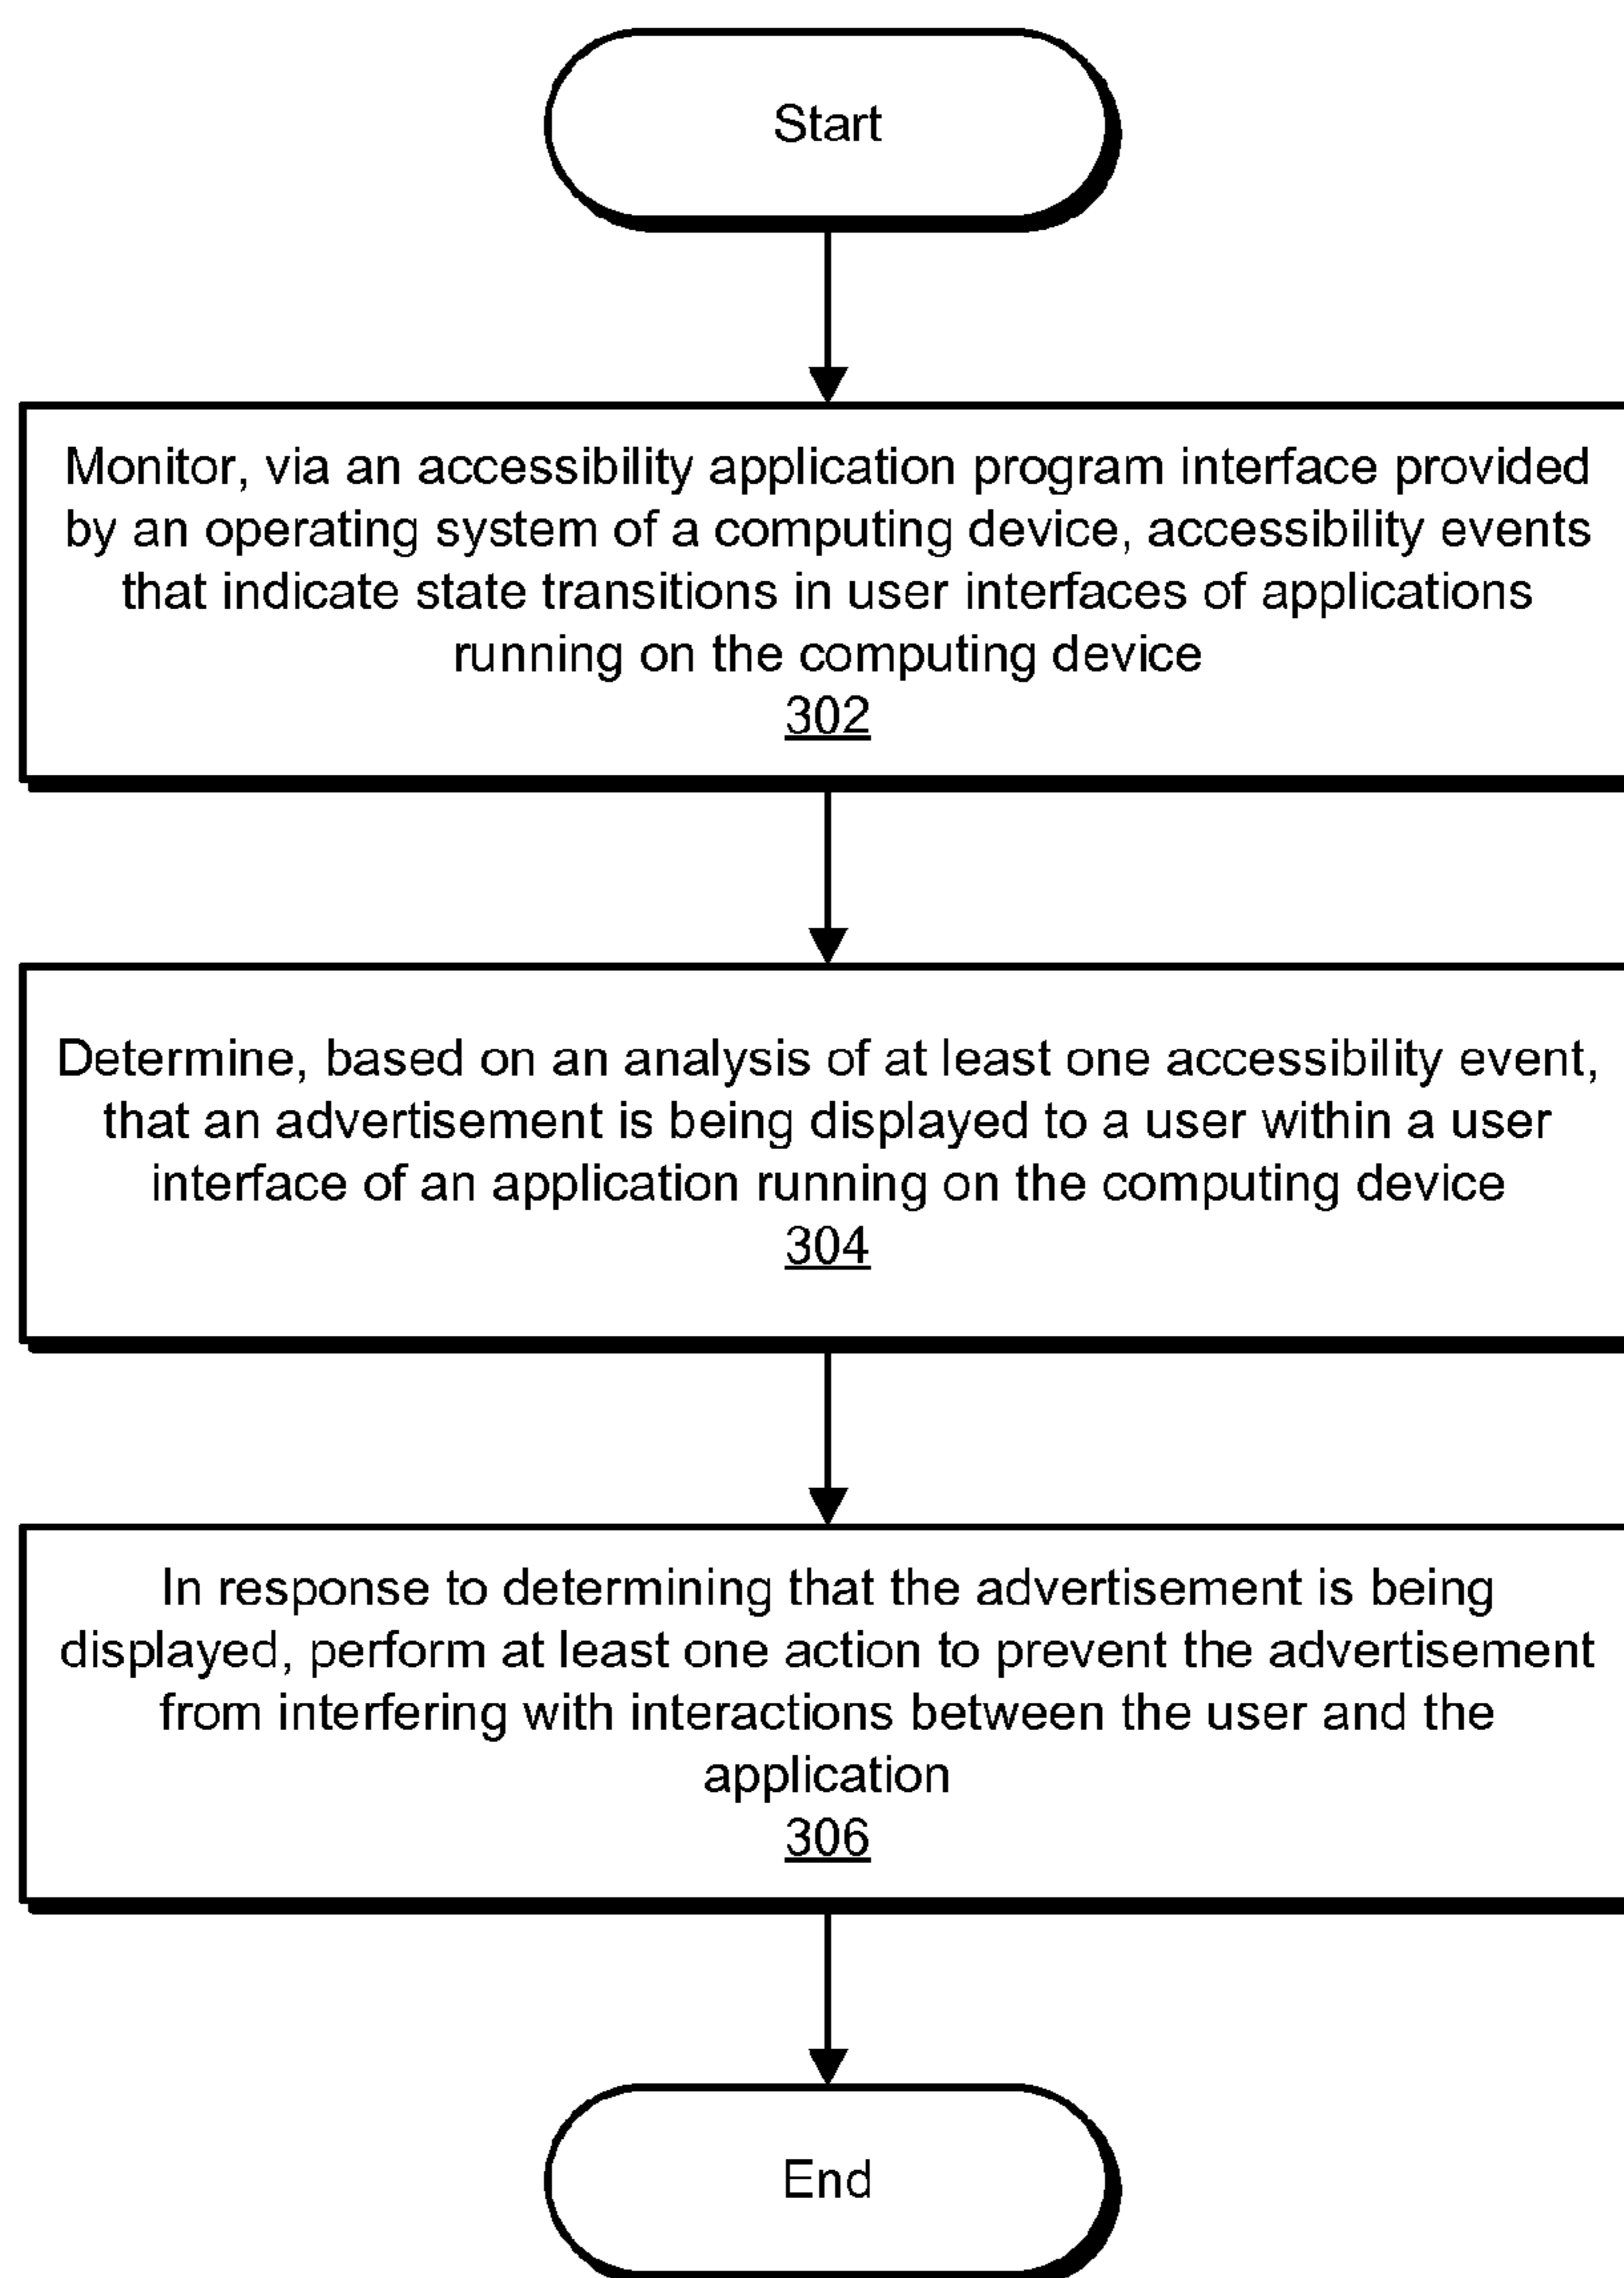 Start
Monitor, via an accessibility application program interface provided
by an operating system of a computing device, accessibility events
that indicate state transitions in user interfaces of applications
running on the computing device
302
Determine, based on an analysis of at least one accessibility event,
that an advertisement is being displayed to a user within a user
interface of an application running on the computing device
304
In response to determining that the advertisement is being
displayed, perform at least one action to prevent the advertisement
from interfering with interactions between the user and the
application
306
End